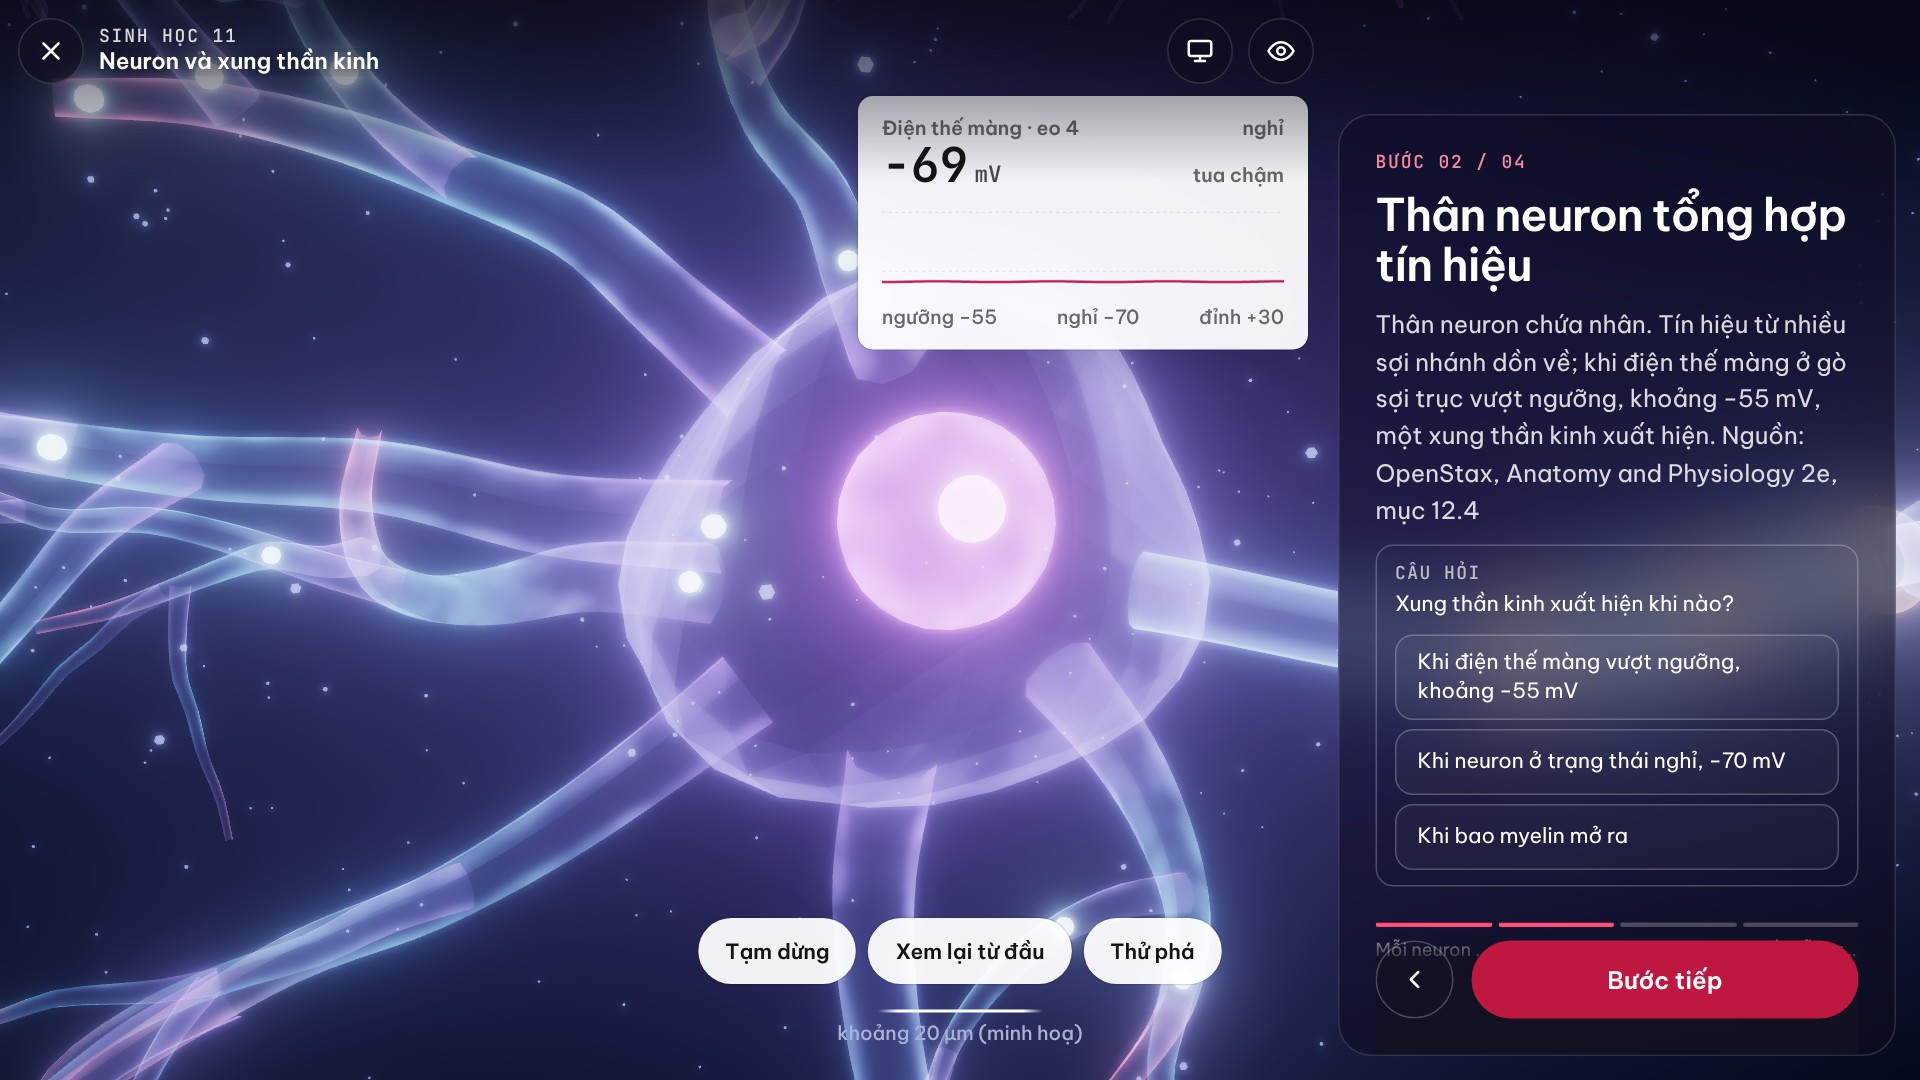 SINH HỌC 11
Neuron và xung thần kinh
Điện thế màng · eo 4
nghỉ
-69 mV
tua chậm
ngưỡng −55
nghỉ −70
đỉnh +30
BƯỚC 02 / 04
Thân neuron tổng hợp
tín hiệu
Thân neuron chứa nhân. Tín hiệu từ nhiều
sợi nhánh dồn về; khi điện thế màng ở gò
sợi trục vượt ngưỡng, khoảng −55 mV,
một xung thần kinh xuất hiện. Nguồn:
OpenStax, Anatomy and Physiology 2e,
mục 12.4
CÂU HỎI
Xung thần kinh xuất hiện khi nào?
Khi điện thế màng vượt ngưỡng,
khoảng −55 mV
Khi neuron ở trạng thái nghỉ, −70 mV
Khi bao myelin mở ra
Mỗi neuron
Bước tiếp
Tạm dừng
Xem lại từ đầu
Thử phá
khoảng 20 µm (minh hoạ)